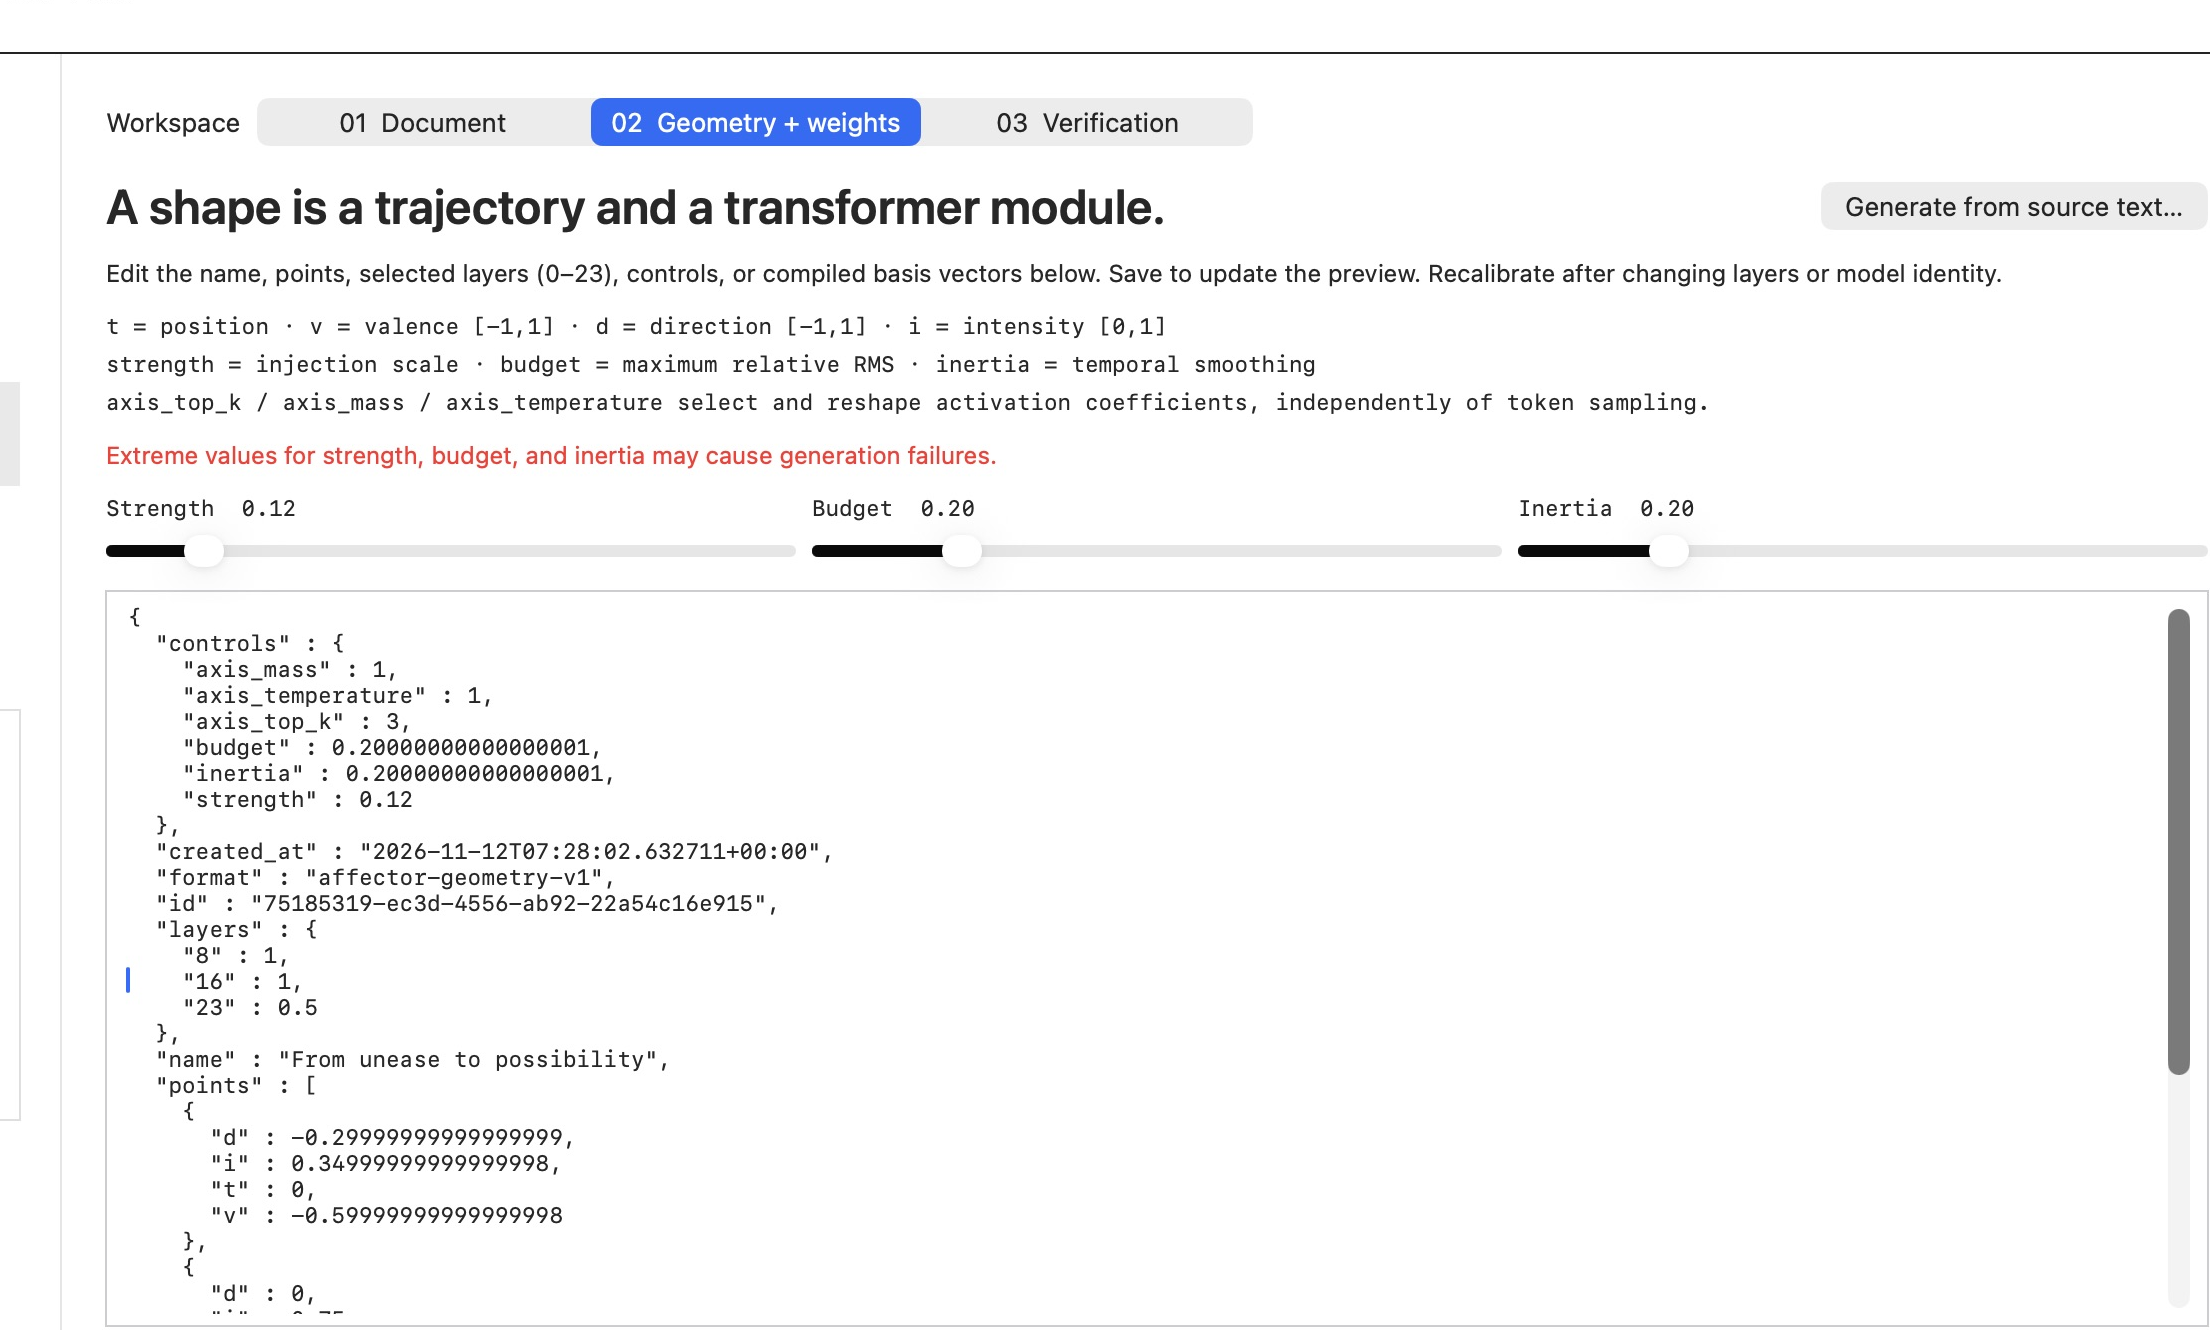 Workspace 01 Document 02 Geometry + weights 03 Verification
A shape is a trajectory and a transformer module.
Generate from source text...
Edit the name, points, selected layers (0–23), controls, or compiled basis vectors below. Save to update the preview. Recalibrate after changing layers or model identity.
t = position · v = valence [−1,1] · d = direction [−1,1] · i = intensity [0,1]
strength = injection scale · budget = maximum relative RMS · inertia = temporal smoothing
axis_top_k / axis_mass / axis_temperature select and reshape activation coefficients, independently of token sampling.
Extreme values for strength, budget, and inertia may cause generation failures.
Strength 0.12 Budget 0.20 Inertia 0.20
{
  "controls" : {
    "axis_mass" : 1,
    "axis_temperature" : 1,
    "axis_top_k" : 3,
    "budget" : 0.20000000000000001,
    "inertia" : 0.20000000000000001,
    "strength" : 0.12
  },
  "created_at" : "2026-11-12T07:28:02.632711+00:00",
  "format" : "affector-geometry-v1",
  "id" : "75185319-ec3d-4556-ab92-22a54c16e915",
  "layers" : {
    "8" : 1,
    "16" : 1,
    "23" : 0.5
  },
  "name" : "From unease to possibility",
  "points" : [
    {
      "d" : -0.29999999999999999,
      "i" : 0.34999999999999998,
      "t" : 0,
      "v" : -0.59999999999999998
    },
    {
      "d" : 0,